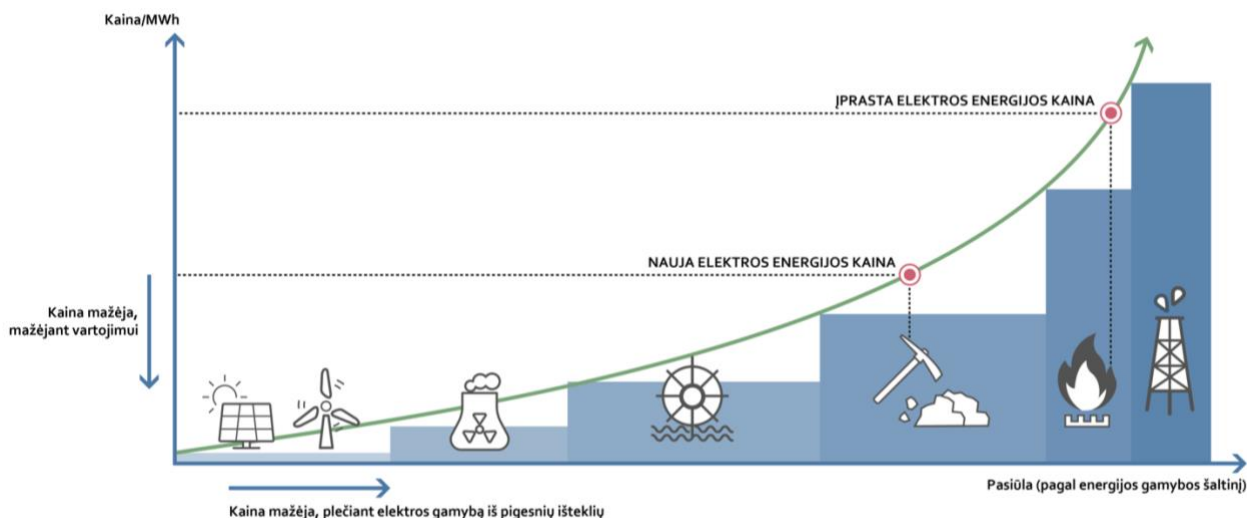 Kaina/MWh
ĮPRASTA ELEKTROS ENERGIJOS KAINA
NAUJA ELEKTROS ENERGIJOS KAINA
Kaina mažėja,
mažėjant vartojimui
Pasiūla (pagal energijos gamybos šaltinį)
Kaina mažėja, plečiant elektros gamybą iš pigesnių išteklių